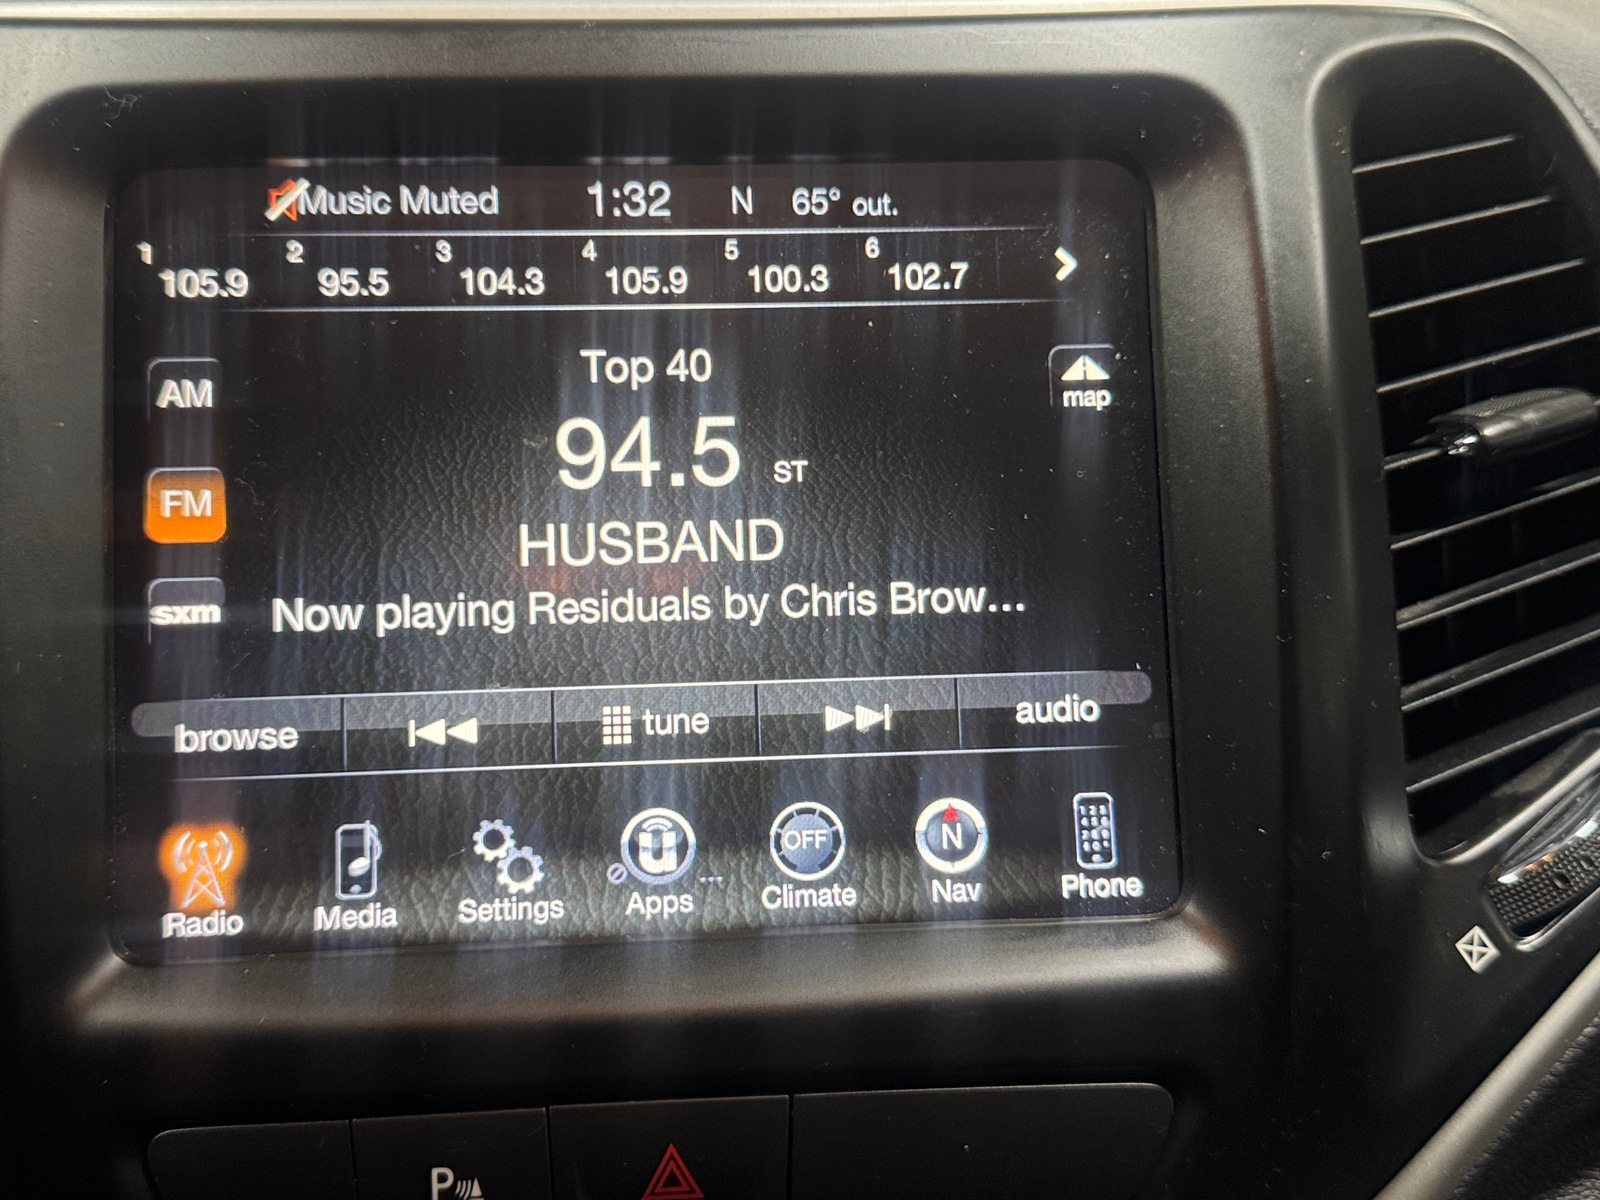 Music Muted 1:32 N 65° out.
1 2 3 4 5 6
105.9 95.5 104.3 105.9 100.3 102.7
AM
Top 40
map
94.5 ST
FM
HUSBAND
sxm
Now playing Residuals by Chris Brow...
browse tune audio
OFF N
Radio Media Settings Apps ... Climate Nav Phone
P